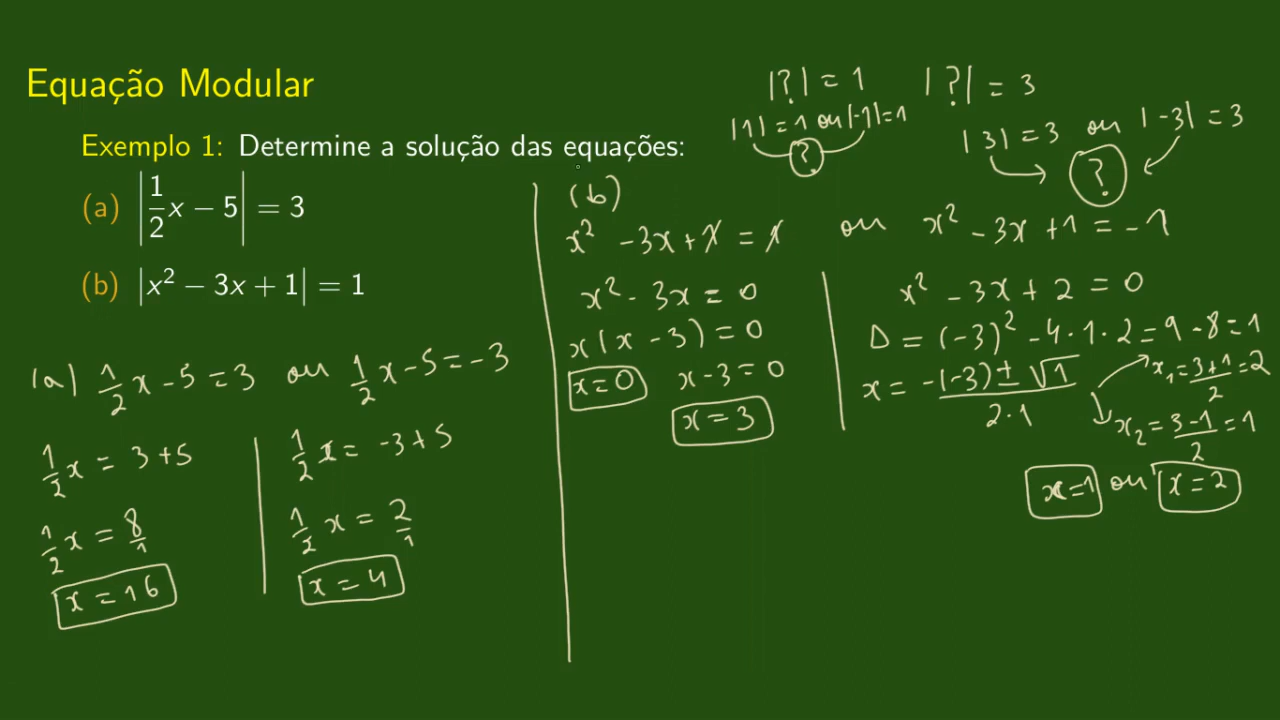 Equação Modular
Exemplo 1: Determine a solução das equações:
(a) |1/2 x − 5| = 3
(b) |x² − 3x + 1| = 1
|?| = 1
|1| = 1 ou |-1| = 1
?
|?| = 3
|3| = 3 ou |-3| = 3
?
(a) 1/2 x - 5 = 3 ou 1/2 x - 5 = -3
1/2 x = 3 + 5
1/2 x = 8/1
x = 16
1/2 x = -3 + 5
1/2 x = 2/1
x = 4
(b)
x² - 3x + 1 = 1 ou x² - 3x + 1 = -1
x² - 3x = 0
x(x - 3) = 0
x = 0 x - 3 = 0
x = 3
x² - 3x + 2 = 0
Δ = (-3)² - 4·1·2 = 9 - 8 = 1
x = -(-3) ± √1 / 2·1
x₁ = 3+1/2 = 2
x₂ = 3-1/2 = 1
x = 1 ou x = 2